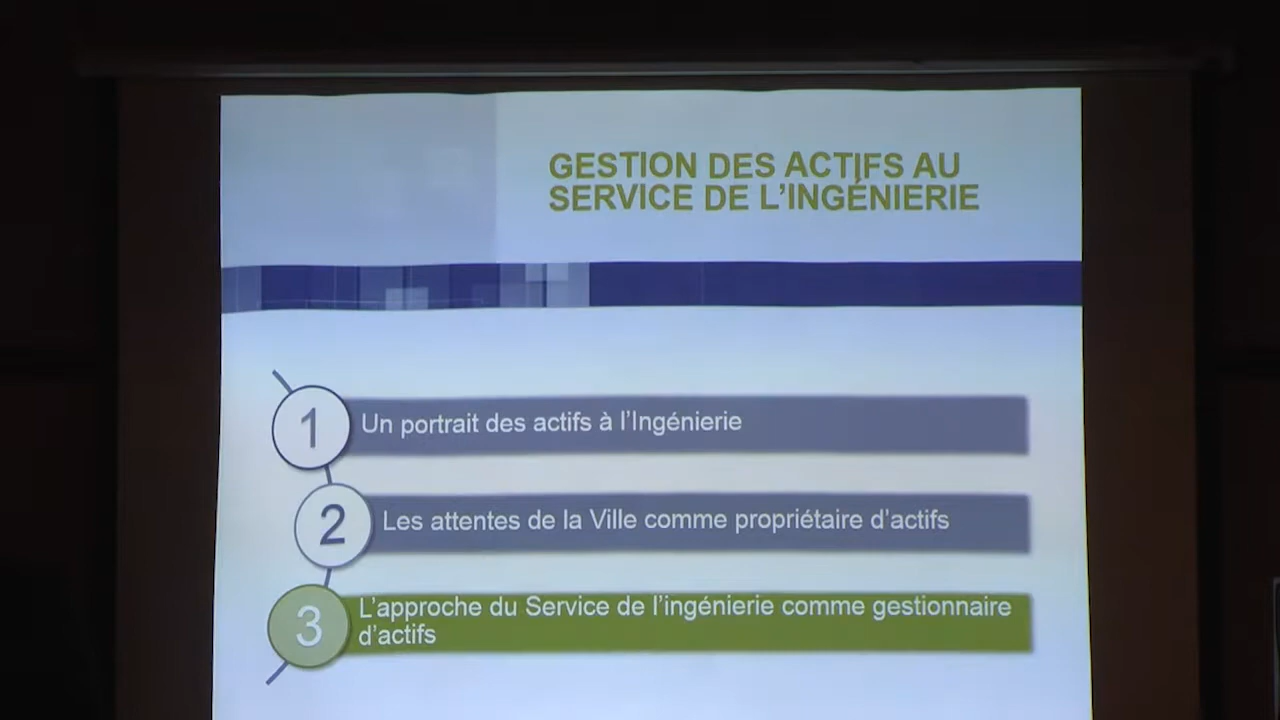 GESTION DES ACTIFS AU
SERVICE DE L'INGÉNIERIE
1
Un portrait des actifs à l'Ingénierie
2
Les attentes de la Ville comme propriétaire d'actifs
3
L'approche du Service de l'ingénierie comme gestionnaire
d'actifs